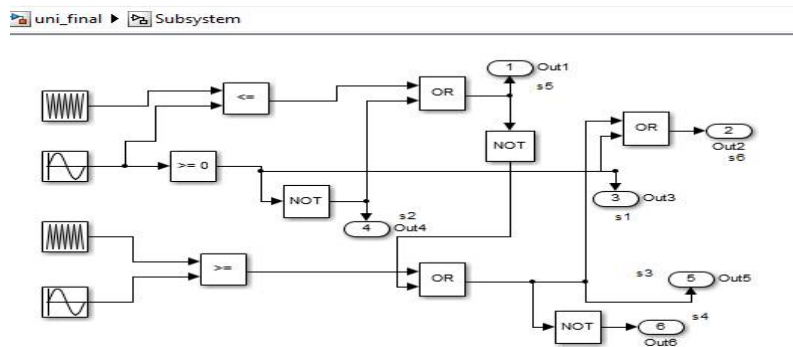 uni_final ▶ Subsystem
1 Out1
s5
<=
OR
NOT
OR
2
Out2
s6
>= 0
NOT
3 Out3
s1
s2
4 Out4
>=
OR
s3
5 Out5
s4
NOT
6
Out6